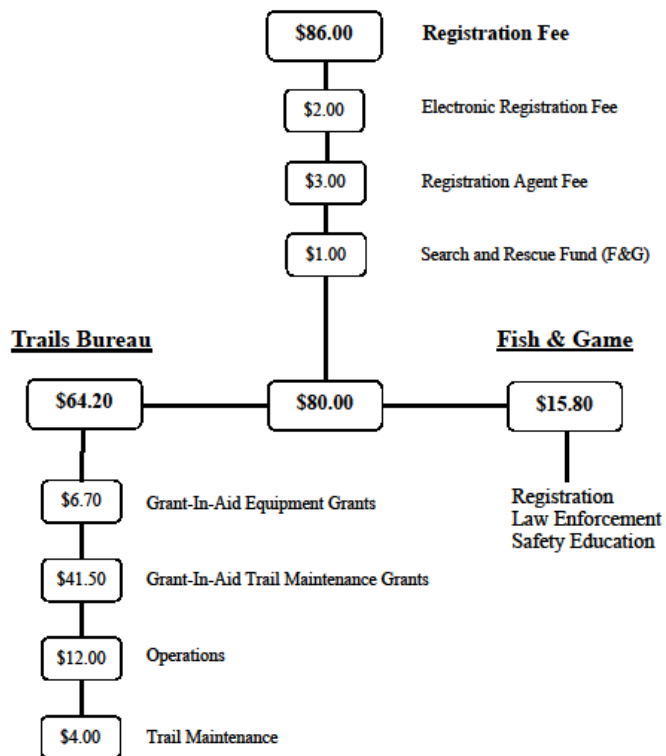 $86.00 Registration Fee
$2.00 Electronic Registration Fee
$3.00 Registration Agent Fee
$1.00 Search and Rescue Fund (F&G)
Trails Bureau Fish & Game
$64.20 $80.00 $15.80
$6.70 Grant-In-Aid Equipment Grants
Registration
Law Enforcement
Safety Education
$41.50 Grant-In-Aid Trail Maintenance Grants
$12.00 Operations
$4.00 Trail Maintenance